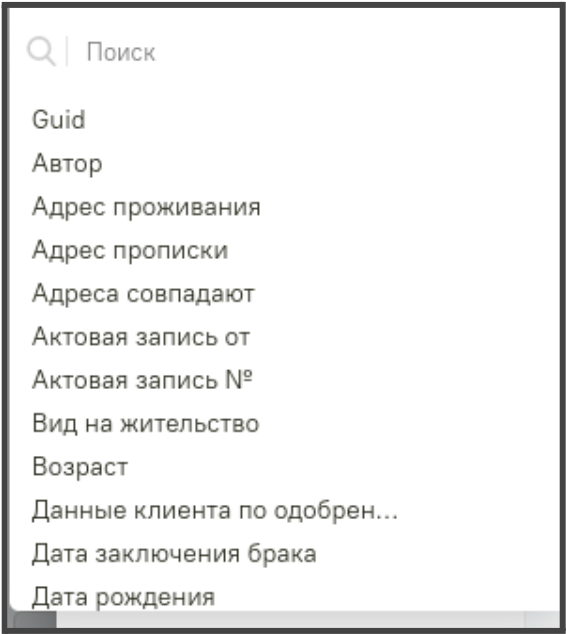 Поиск
Guid
Автор
Адрес проживания
Адрес прописки
Адреса совпадают
Актовая запись от
Актовая запись №
Вид на жительство
Возраст
Данные клиента по одобрен...
Дата заключения брака
Дата рождения